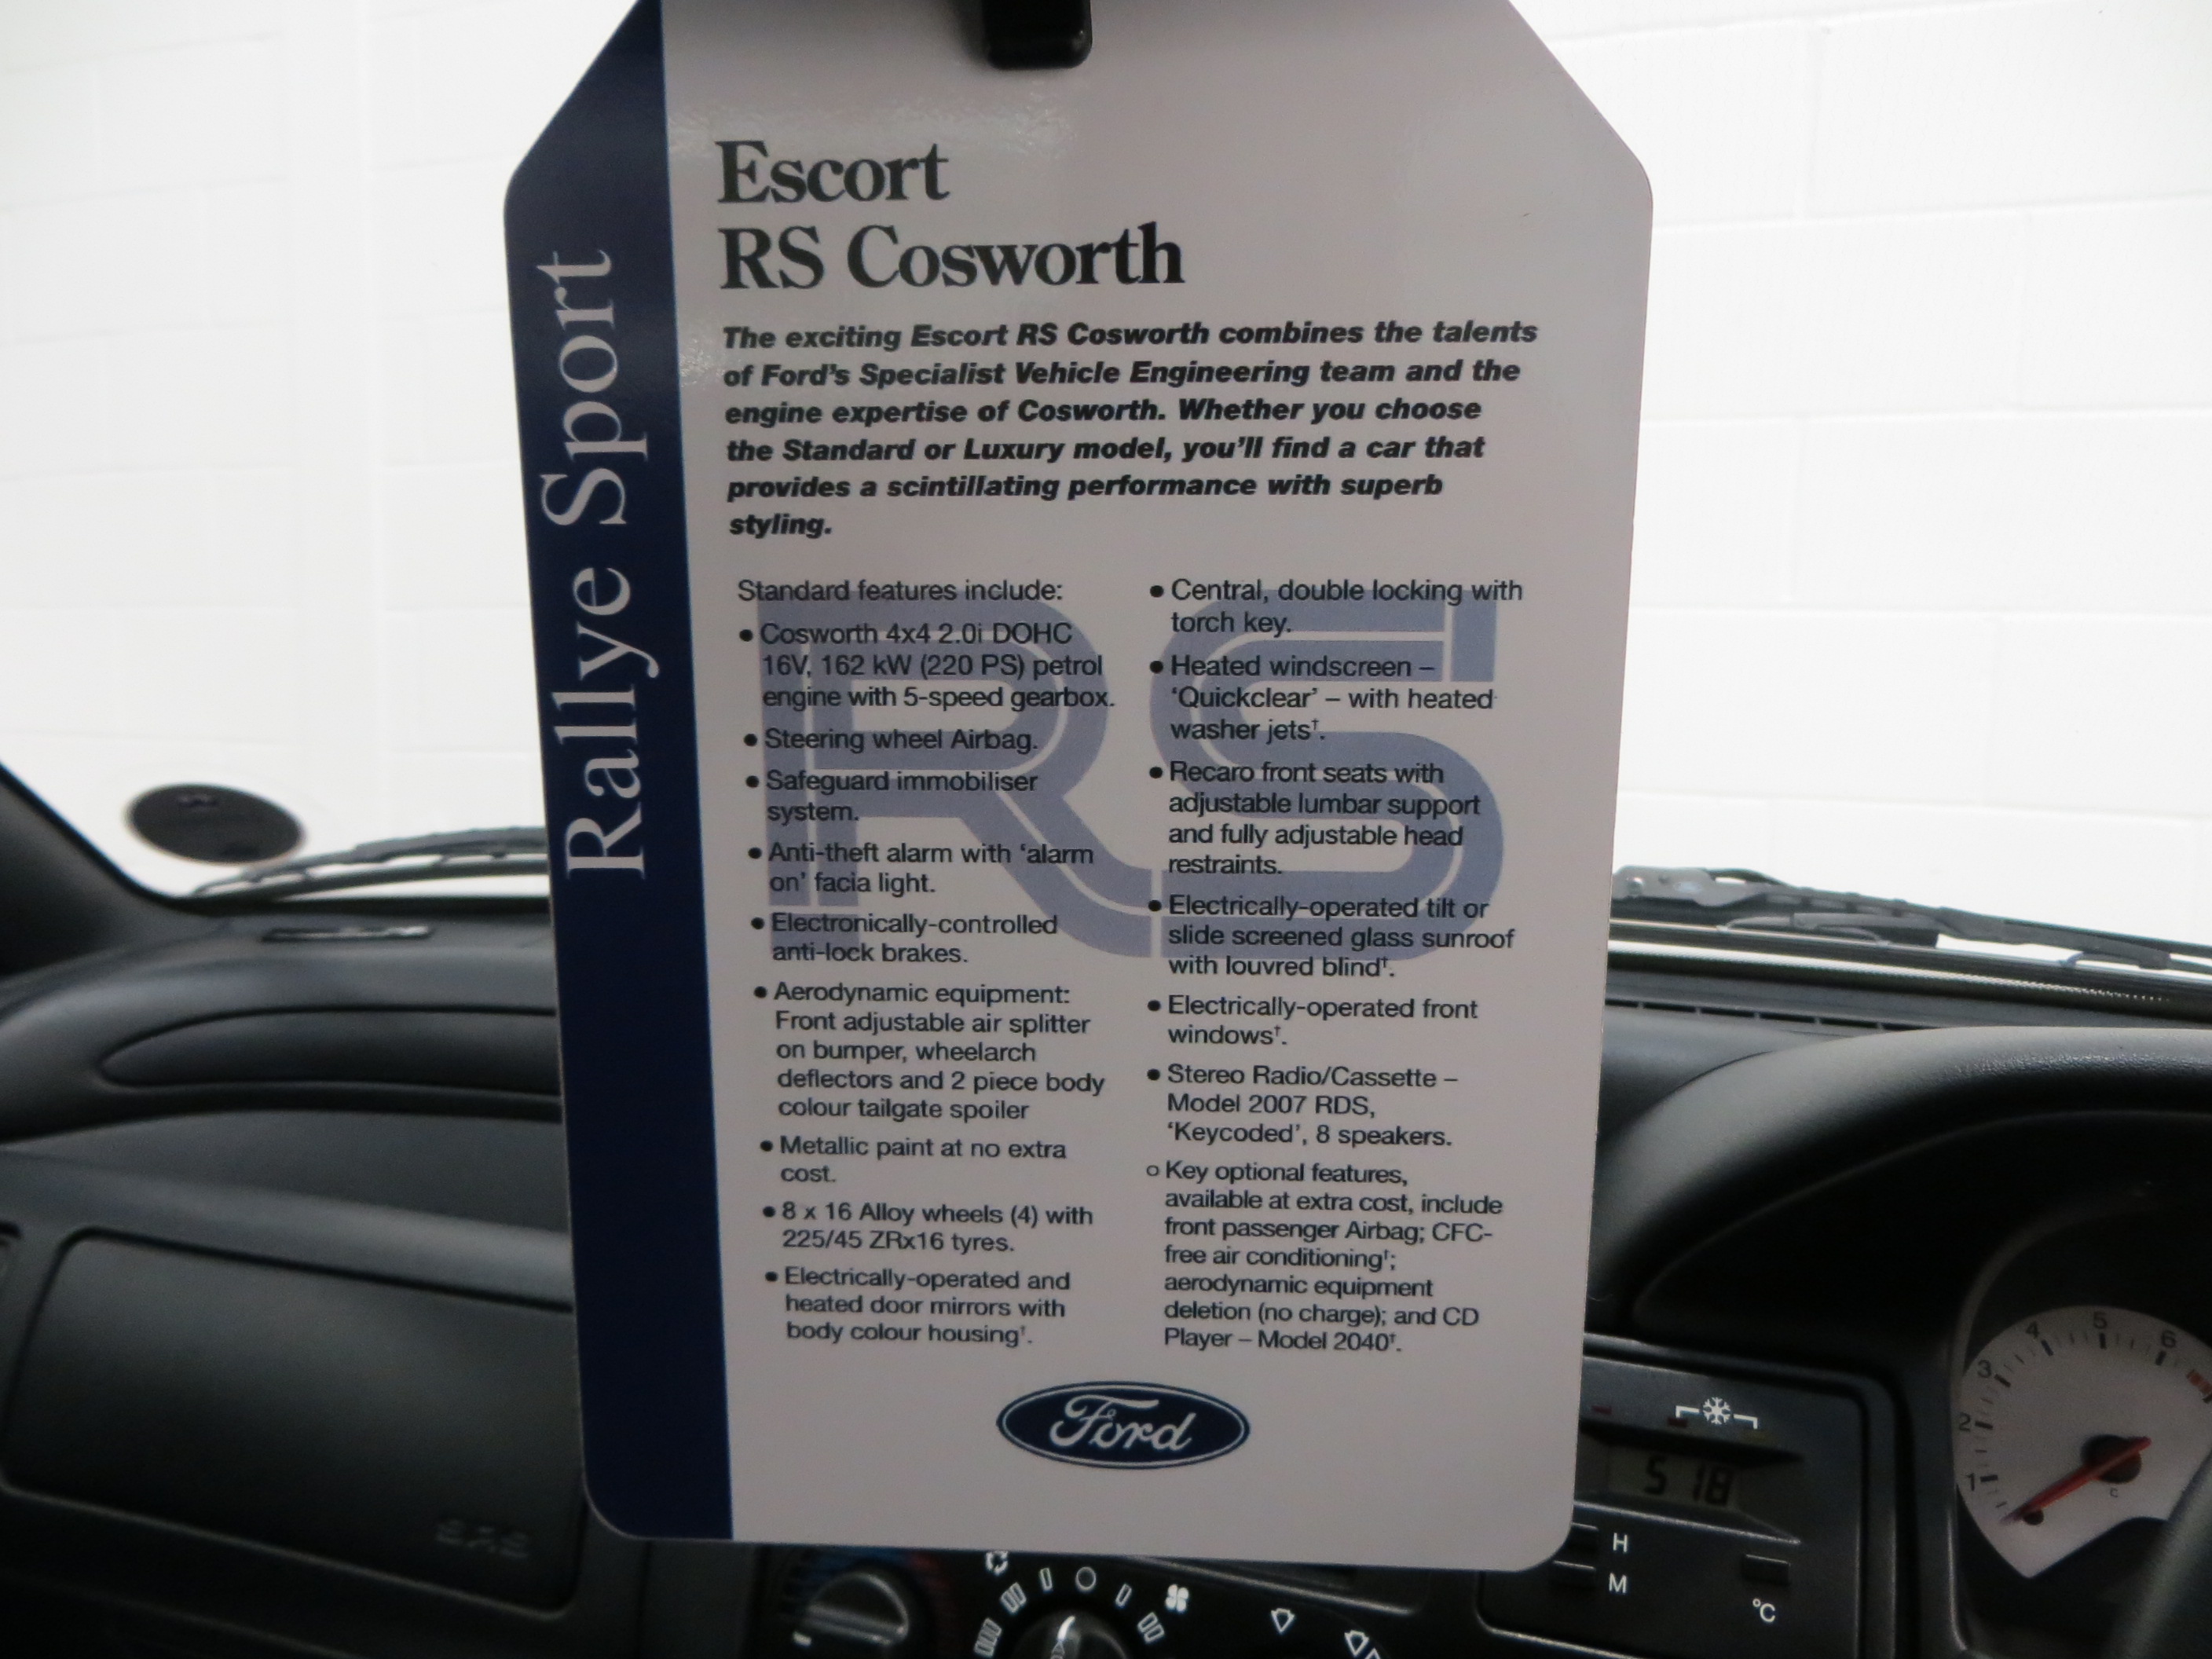 Rallye Sport
Escort
RS Cosworth
The exciting Escort RS Cosworth combines the talents
of Ford's Specialist Vehicle Engineering team and the
engine expertise of Cosworth. Whether you choose
the Standard or Luxury model, you'll find a car that
provides a scintillating performance with superb
styling.
RS
Standard features include:
• Cosworth 4x4 2.0i DOHC
16V, 162 kW (220 PS) petrol
engine with 5-speed gearbox.
• Steering wheel Airbag.
• Safeguard immobiliser
system.
• Anti-theft alarm with 'alarm
on' facia light.
• Electronically-controlled
anti-lock brakes.
• Aerodynamic equipment:
Front adjustable air splitter
on bumper, wheelarch
deflectors and 2 piece body
colour tailgate spoiler
• Metallic paint at no extra
cost.
• 8 x 16 Alloy wheels (4) with
225/45 ZRx16 tyres.
• Electrically-operated and
heated door mirrors with
body colour housing†.
• Central, double locking with
torch key.
• Heated windscreen –
'Quickclear' – with heated
washer jets†.
• Recaro front seats with
adjustable lumbar support
and fully adjustable head
restraints.
• Electrically-operated tilt or
slide screened glass sunroof
with louvred blind†.
• Electrically-operated front
windows†.
• Stereo Radio/Cassette –
Model 2007 RDS,
'Keycoded', 8 speakers.
o Key optional features,
available at extra cost, include
front passenger Airbag; CFC-
free air conditioning†;
aerodynamic equipment
deletion (no charge); and CD
Player – Model 2040†.
Ford
5 18
H
M
°C
1
2
3
4
5
6
C